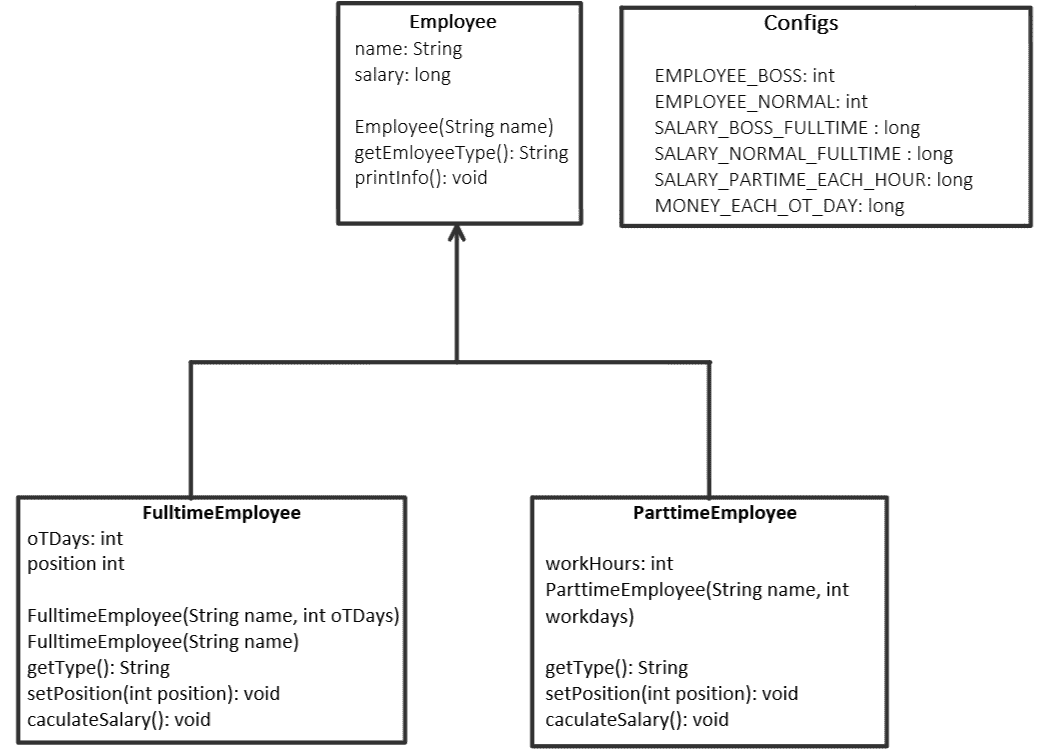 Employee
name: String
salary: long
Employee(String name)
getEmloyeeType(): String
printInfo(): void
Configs
EMPLOYEE_BOSS: int
EMPLOYEE_NORMAL: int
SALARY_BOSS_FULLTIME : long
SALARY_NORMAL_FULLTIME : long
SALARY_PARTIME_EACH_HOUR: long
MONEY_EACH_OT_DAY: long
FulltimeEmployee
oTDays: int
position int
FulltimeEmployee(String name, int oTDays)
FulltimeEmployee(String name)
getType(): String
setPosition(int position): void
caculateSalary(): void
ParttimeEmployee
workHours: int
ParttimeEmployee(String name, int
workdays)
getType(): String
setPosition(int position): void
caculateSalary(): void